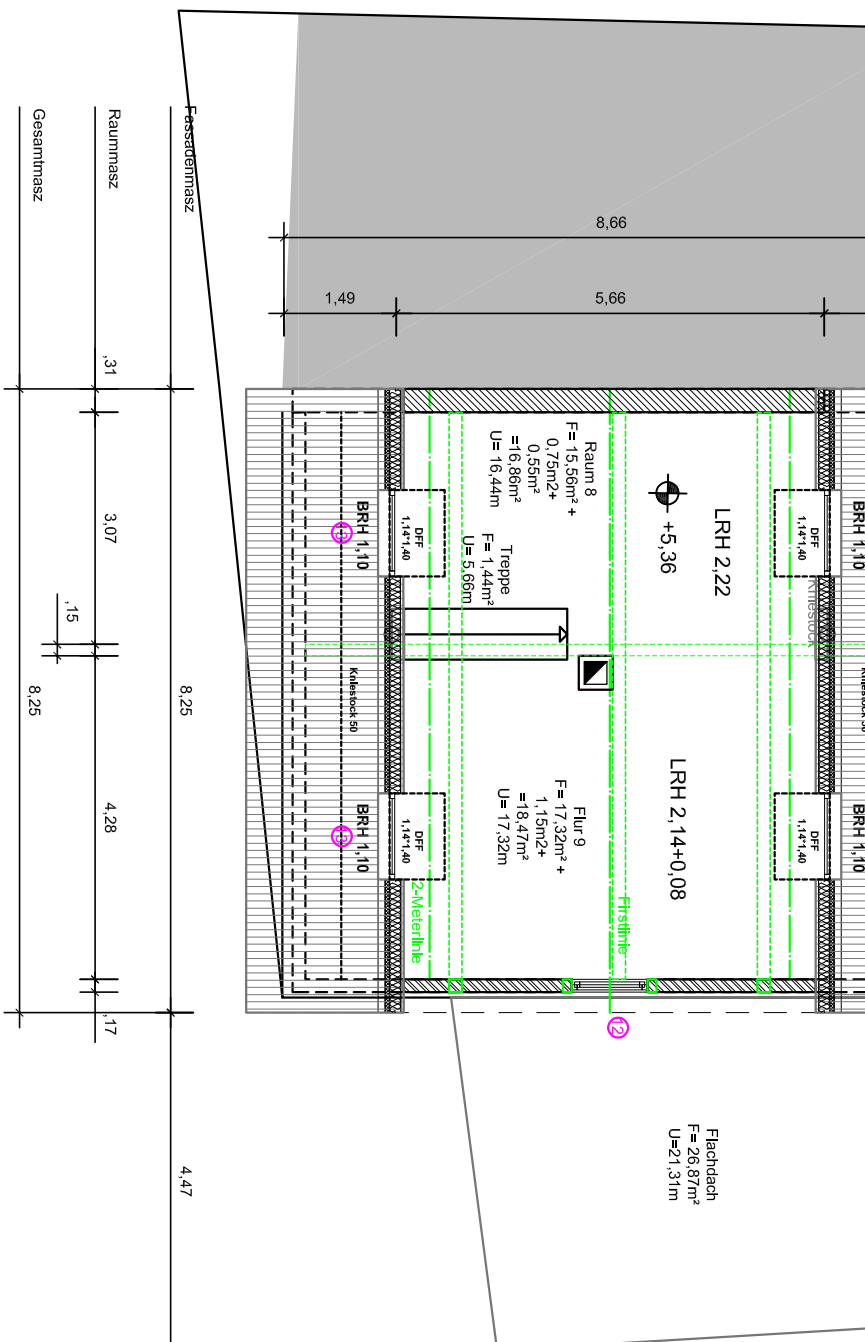 Fassadenmasz
Raummasz
Gesamtmasz
8,66
1,49
5,66
,31
3,07
,15
4,28
,17
8,25
8,25
4,47
Raum 8
F= 15,56m² +
0,75m2+
0,55m²
=16,86m²
U= 16,44m
Treppe
F= 1,44m²
U= 5,66m
+5,36
LRH 2,22
LRH 2,14+0,08
Flur 9
F= 17,32m² +
1,15m2+
=18,47m²
U= 17,32m
BRH 1,10
DFF
1,14*1,40
BRH 1,10
DFF
1,14*1,40
BRH 1,10
DFF
1,14*1,40
BRH 1,10
DFF
1,14*1,40
13
13
12
Kniestock 50
Kniestock 50
Kniestock
2-Meterlinie
Firstlinie
Flachdach
F= 26,87m²
U=21,31m